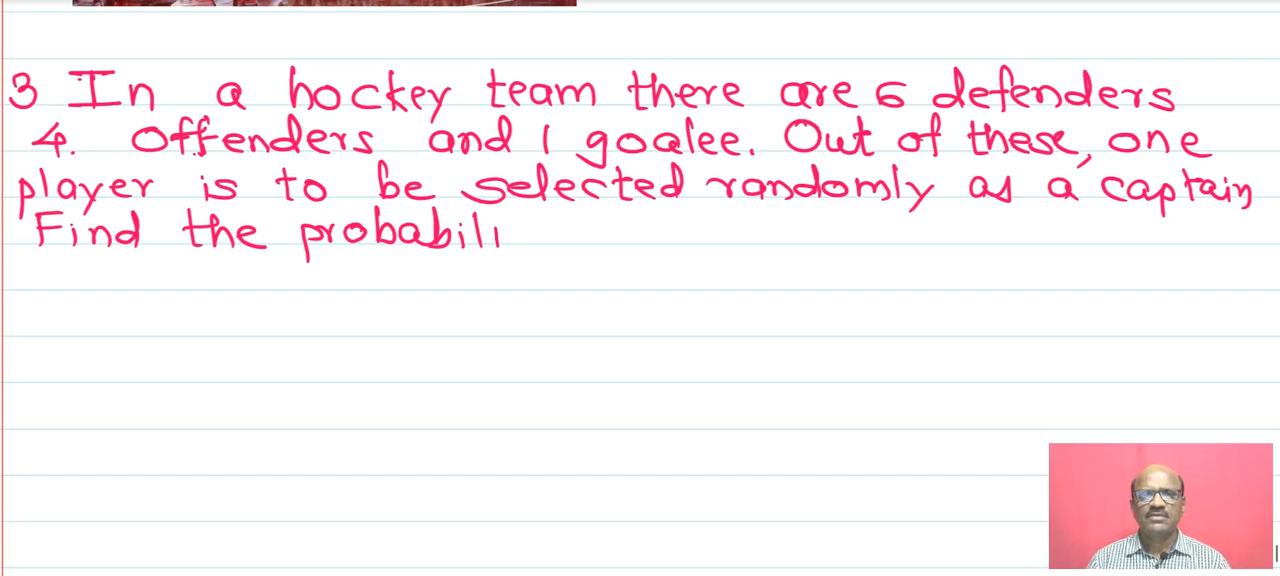 3 In a hockey team there are 6 defenders
4. offenders and 1 goalee. Out of these, one
player is to be selected randomly as a captain
Find the probabili